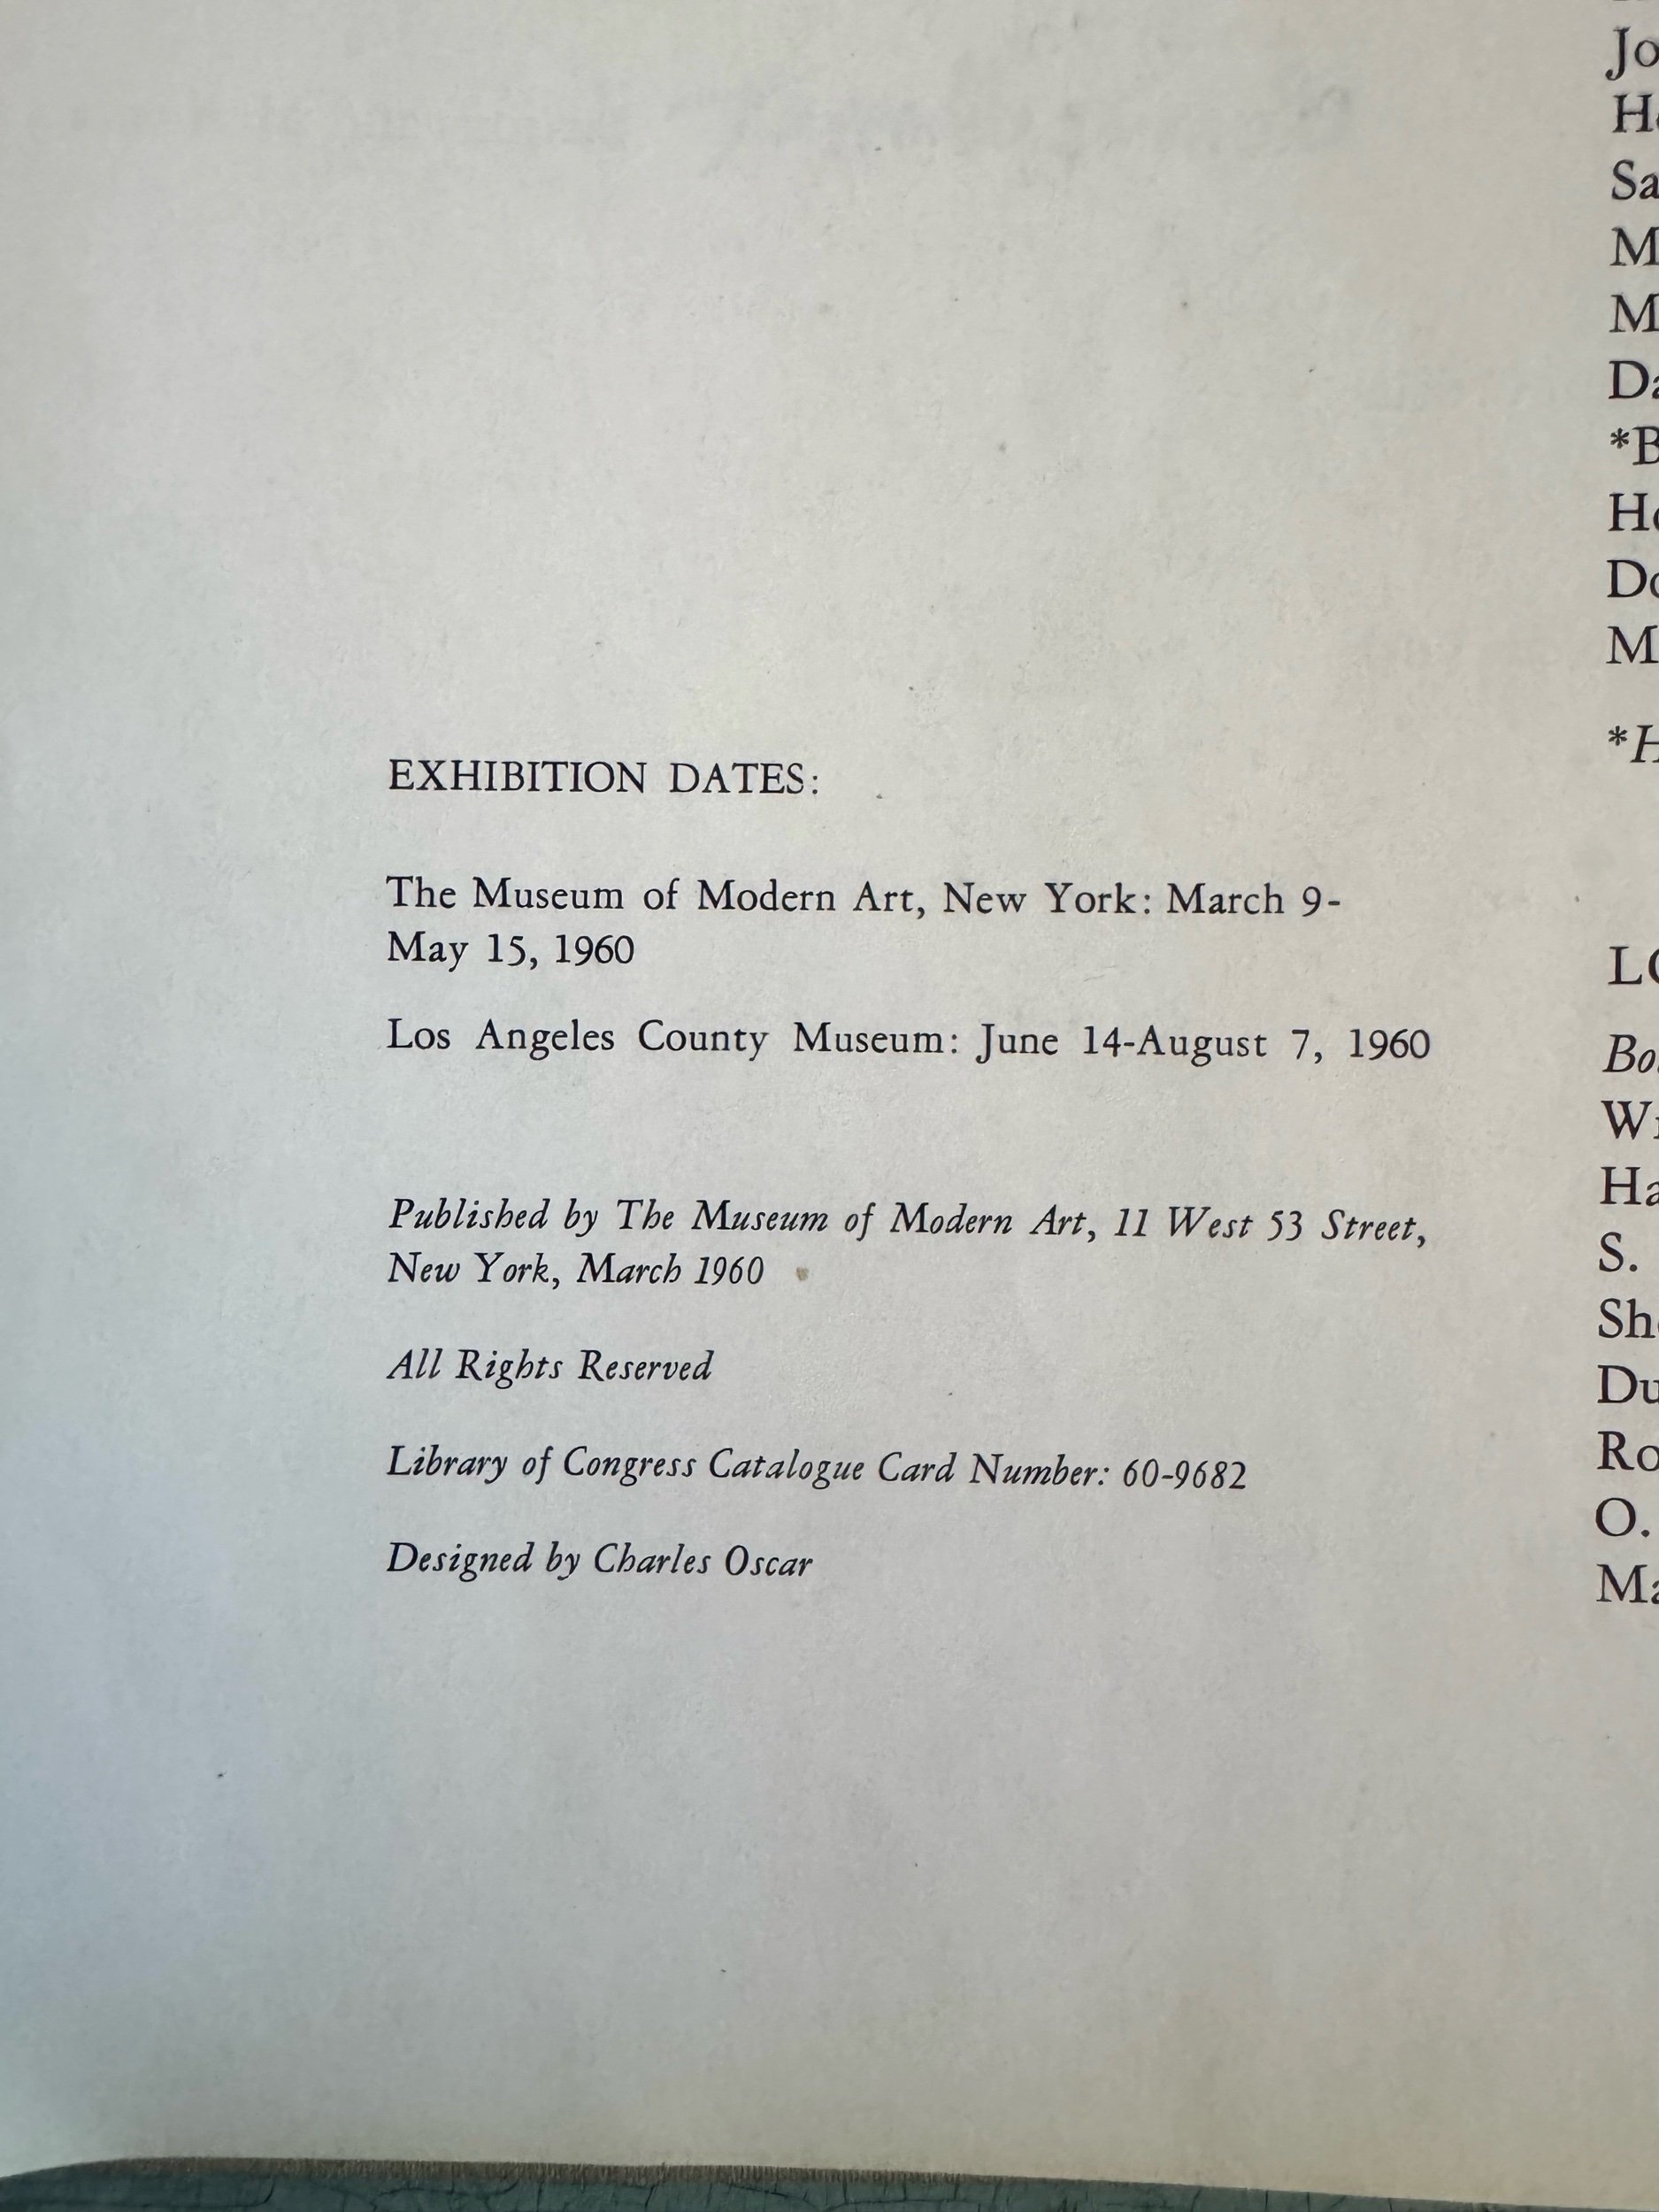 EXHIBITION DATES:
The Museum of Modern Art, New York: March 9-
May 15, 1960
Los Angeles County Museum: June 14-August 7, 1960
Published by The Museum of Modern Art, 11 West 53 Street,
New York, March 1960
All Rights Reserved
Library of Congress Catalogue Card Number: 60-9682
Designed by Charles Oscar